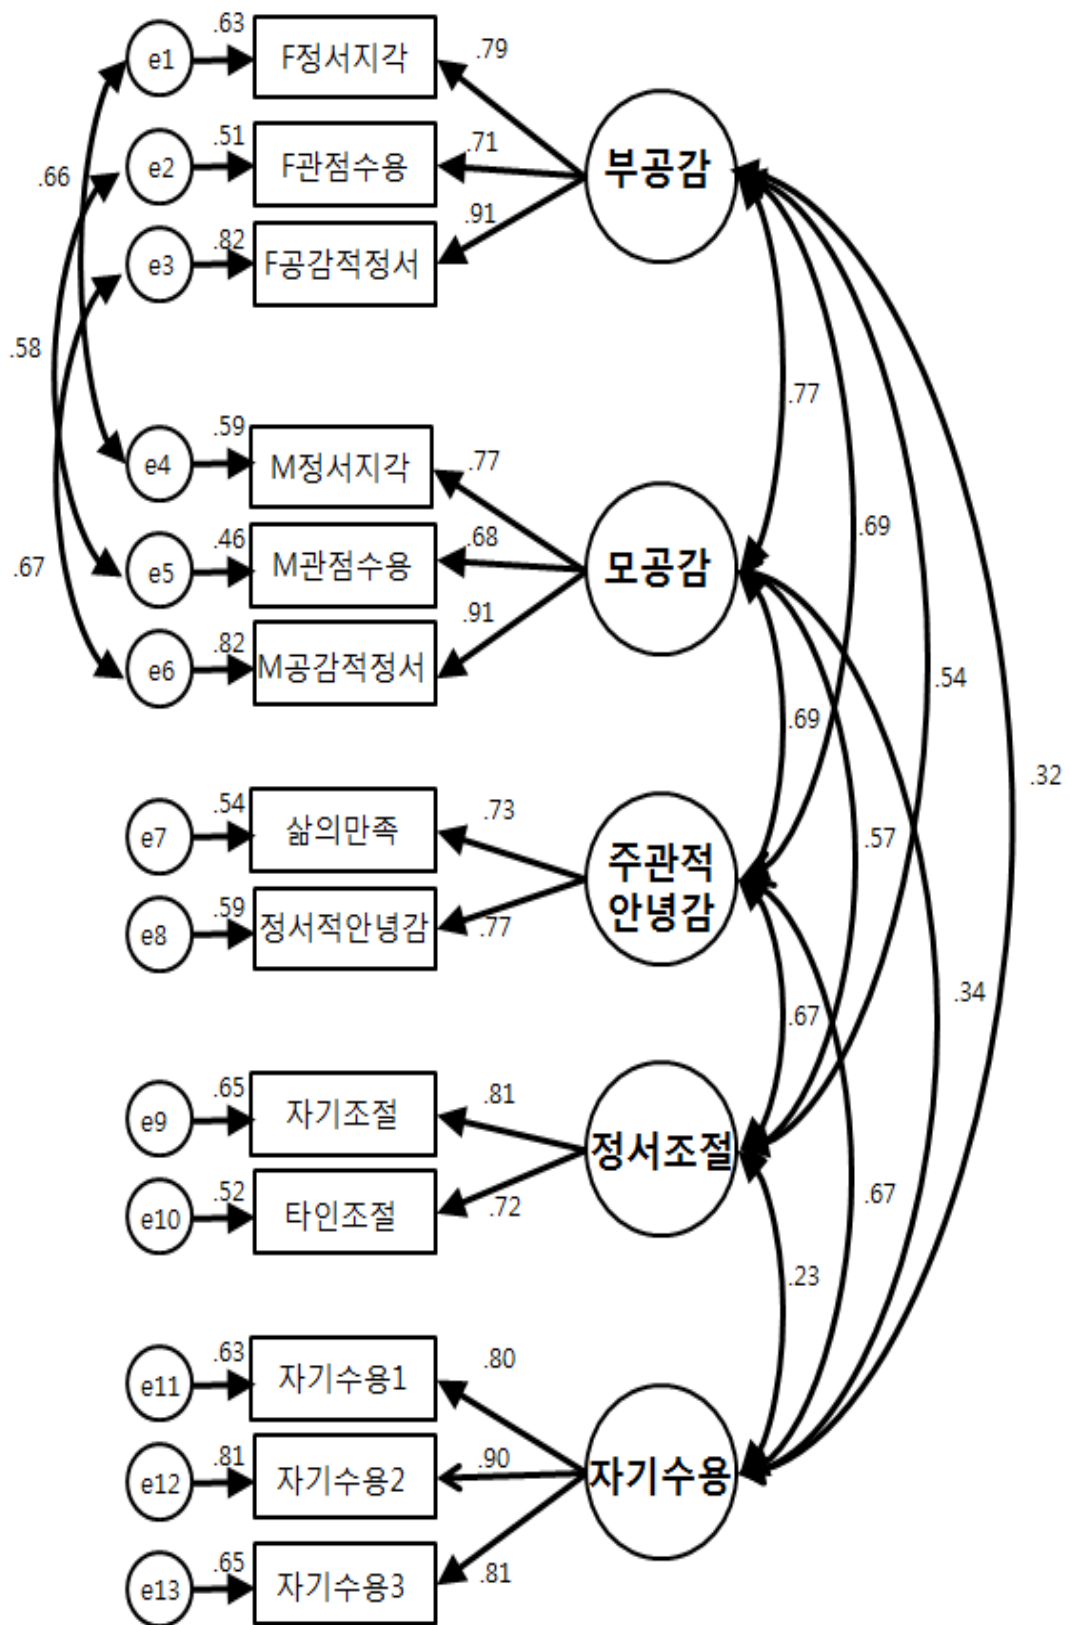 .63
e1
F정서지각
.79
.51
e2
F관점수용
.71
부공감
.66
.82
e3
F공감적정서
.91
.58
.77
.59
e4
M정서지각
.77
.69
.46
e5
M관점수용
.68
모공감
.67
.82
e6
M공감적정서
.91
.54
.69
.32
.54
e7
삶의만족
.73
.57
주관적
안녕감
.59
e8
정서적안녕감
.77
.34
.67
.65
e9
자기조절
.81
정서조절
.52
e10
타인조절
.72
.67
.23
.63
e11
자기수용1
.80
.81
e12
자기수용2
.90
자기수용
.65
e13
자기수용3
.81